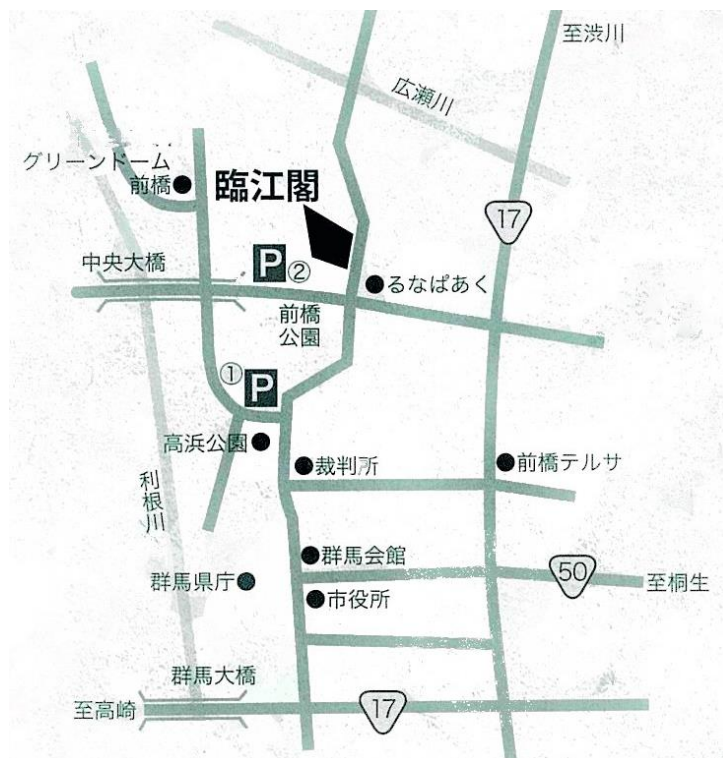 至渋川
広瀬川
グリーンドーム
前橋
臨江閣
17
中央大橋
P②
るなぱあく
前橋
公園
①P
高浜公園
裁判所
前橋テルサ
利根川
群馬会館
50
群馬県庁
市役所
至桐生
群馬大橋
至高崎
17